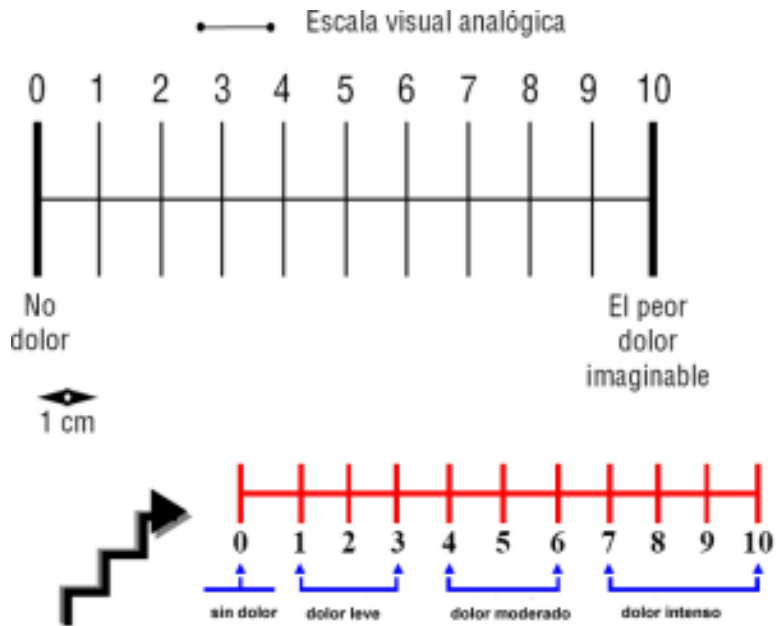 Escala visual analógica
0 1 2 3 4 5 6 7 8 9 10
No
dolor
El peor
dolor
imaginable
1 cm
0 1 2 3 4 5 6 7 8 9 10
sin dolor dolor leve dolor moderado dolor intenso